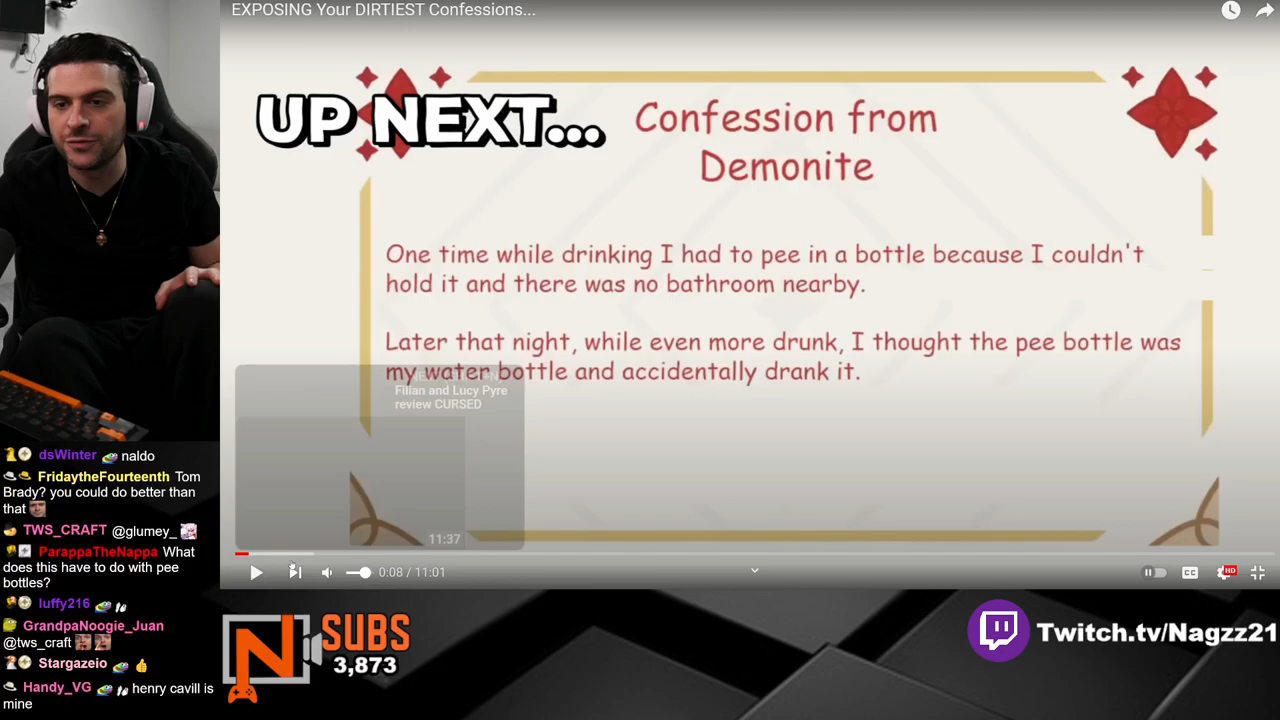 EXPOSING Your DIRTIEST Confessions...
UP NEXT...
Confession from
Demonite
One time while drinking I had to pee in a bottle because I couldn't
hold it and there was no bathroom nearby.
Later that night, while even more drunk, I thought the pee bottle was
my water bottle and accidentally drank it.
Filian and Lucy Pyre
review CURSED
11:37
0:08 / 11:01
CC
HD
dsWinter naldo
FridaytheFourteenth Tom
Brady? you could do better than
that
TWS_CRAFT @glumey_
ParappaTheNappa What
does this have to do with pee
bottles?
luffy216
GrandpaNoogie_Juan
@tws_craft
Stargazeio
Handy_VG henry cavill is
mine
N SUBS
3,873
Twitch.tv/Nagzz21